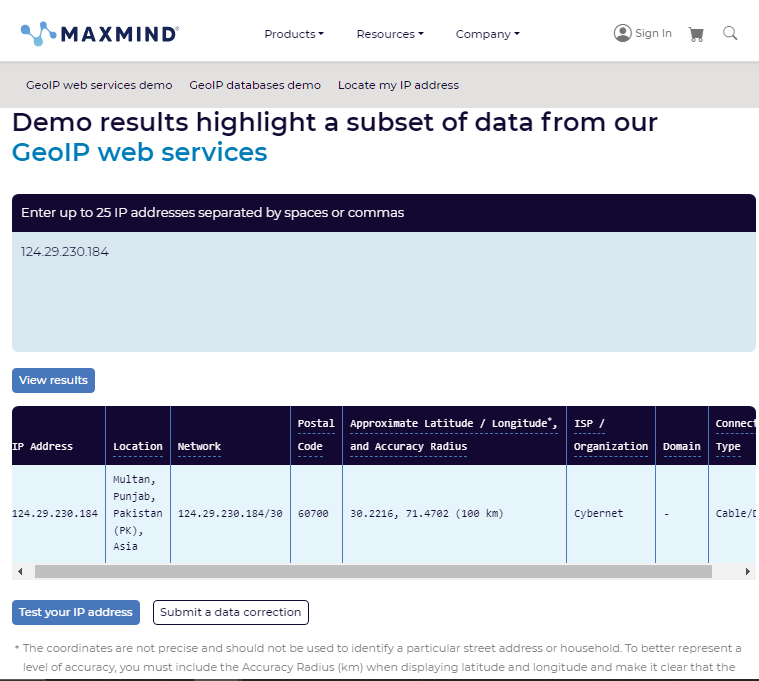 MAXMIND
Products
Resources
Company
Sign In
GeoIP web services demo
GeoIP databases demo
Locate my IP address
Demo results highlight a subset of data from our
GeoIP web services
Enter up to 25 IP addresses separated by spaces or commas
124.29.230.184
View results
IP Address
Location
Network
Postal
Code
Approximate Latitude / Longitude*,
and Accuracy Radius
ISP /
Organization
Domain
Connect
Type
124.29.230.184
Multan,
Punjab,
Pakistan
(PK),
Asia
124.29.230.184/30
60700
30.2216, 71.4702 (100 km)
Cybernet
-
Cable/D
Test your IP address
Submit a data correction
* The coordinates are not precise and should not be used to identify a particular street address or household. To better represent a
level of accuracy, you must include the Accuracy Radius (km) when displaying latitude and longitude and make it clear that the